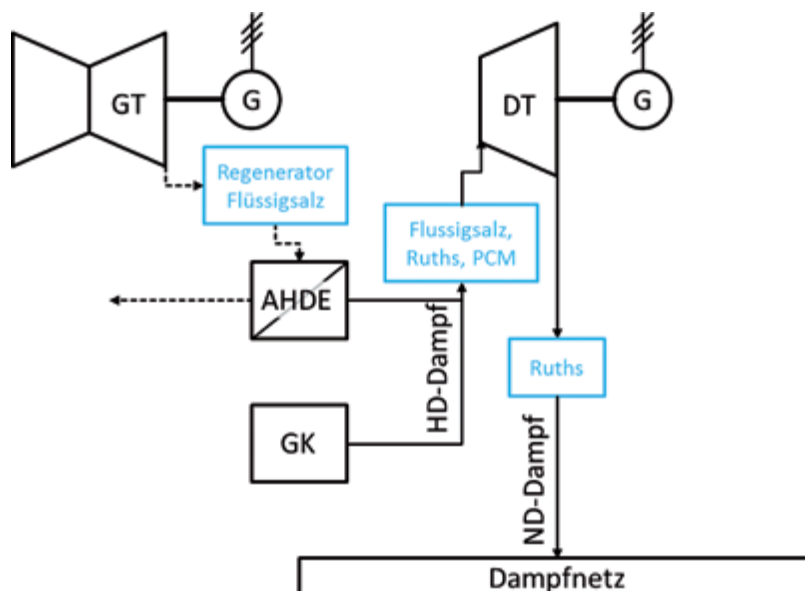 GT
G
DT
G
Regenerator
Flüssigsalz
Flussigsalz,
Ruths, PCM
AHDE
HD-Dampf
Ruths
GK
ND-Dampf
Dampfnetz